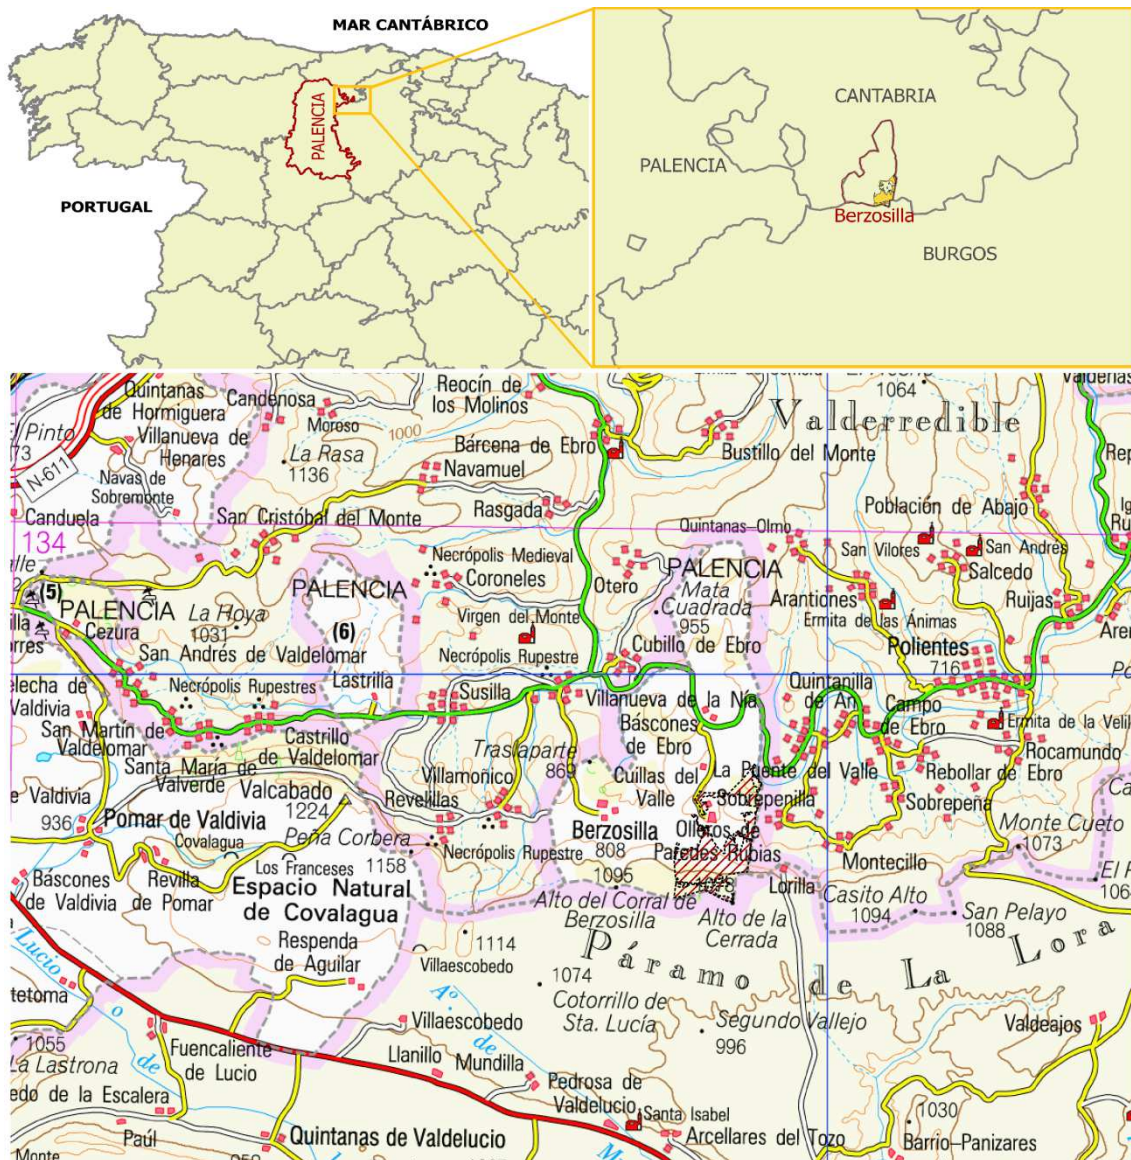 MAR CANTÁBRICO
PALENCIA
PORTUGAL
CANTABRIA
PALENCIA
Berzosilla
BURGOS
Quintanas
de Hormiguera
Candenosa
Reocín de
los Molinos
1064
Valderredible
El Pinto
Villanueva de
Henares
Moroso
1000
La Rasa
1136
Bárcena de Ebro
Bustillo del Monte
N-611
Navas de
Sobremonte
Navamuel
Canduela
San Cristóbal del Monte
Rasgada
Quintanas-Olmo
Población de Abajo
134
San Vilores
San Andrés
Salcedo
Necrópolis Medieval
Coroneles
Otero
PALENCIA
Mata
Cuadrada
955
Arantiones
Ermita de las Ánimas
Ruijas
(5)
PALENCIA
Cezura
La Hoya
1031
PALENCIA
(6)
Virgen del Monte
Cubillo de Ebro
Polientes
716
San Andrés de Valdelomar
Lastrilla
Necrópolis Rupestre
Necrópolis Rupestres
Susilla
Villanueva de la Nía
Quintanilla
de An
Campo
de Ebro
Valdivia
San Martín de
Valdelomar
Castrillo
de Valdelomar
Báscones
de Ebro
Rocamundo
Traslaparte
869
Santa María de
Valverde
Villamoñico
Cuillas del
Valle
La Puente del Valle
Rebollar de Ebro
de Valdivia
936
Valcabado
1224
Revelillas
Sobrepenilla
Sobrepeña
Pomar de Valdivia
Covalagua
Peña Corbera
1158
Berzosilla
808
Olleros de
Paredes Rubias
Monte Cueto
1073
Los Franceses
Necrópolis Rupestre
1095
Montecillo
Báscones
de Valdivia
Revilla
de Pomar
Espacio Natural
de Covalagua
Alto del Corral de
Berzosilla
Lorilla
Casito Alto
1094
Alto de la
Cerrada
San Pelayo
1088
Respenda
de Aguilar
1114
Villaescobedo
Páramo de La Lora
1074
Cotorrillo de
Sta. Lucía
Lucio
Aº de
Segundo Vallejo
996
Valdeajos
1055
La Lastrona
Villaescobedo
Fuencaliente
de Lucio
Llanillo
Mundilla
Pedrosa de
Valdelucio
Santa Isabel
1030
Paúl
Quintanas de Valdelucio
Arcellares del Tozo
Barrio-Panizares